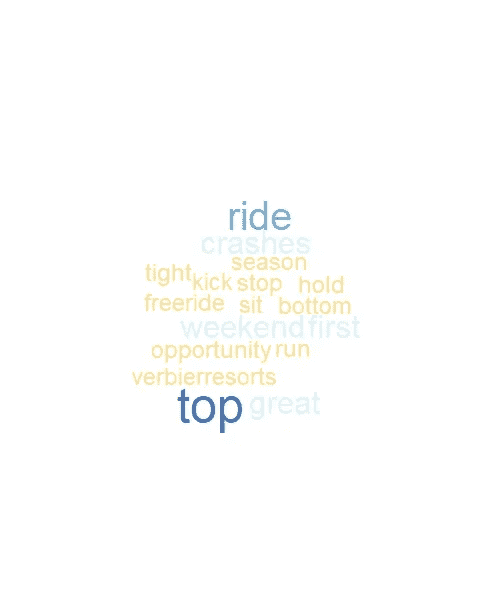 ride
crashes
season
tight kick stop hold
freeride sit bottom
weekend first
opportunity run
verbierresorts
top great